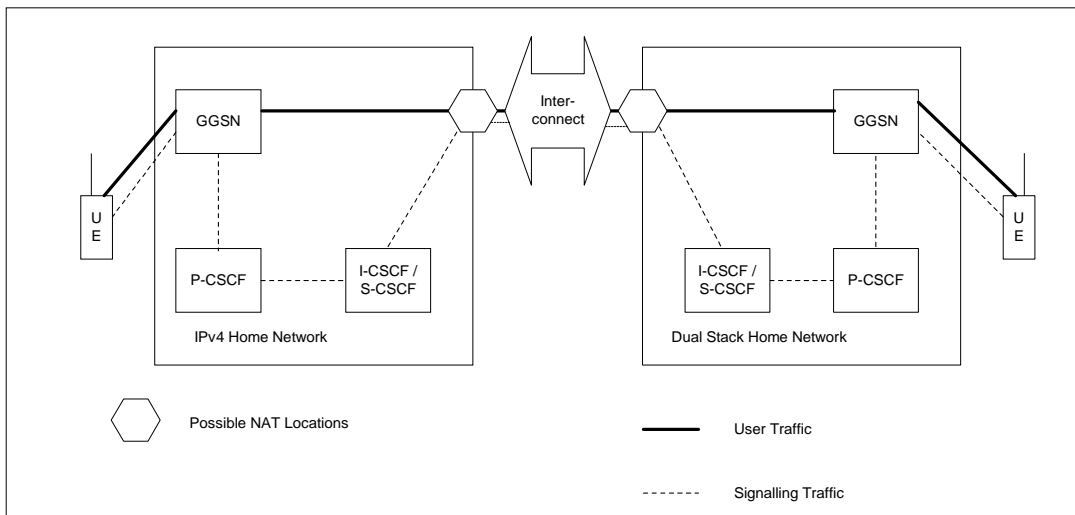 GGSN
Inter-
connect
GGSN
U
E
U
E
P-CSCF
I-CSCF /
S-CSCF
I-CSCF /
S-CSCF
P-CSCF
IPv4 Home Network
Dual Stack Home Network
Possible NAT Locations
User Traffic
Signalling Traffic